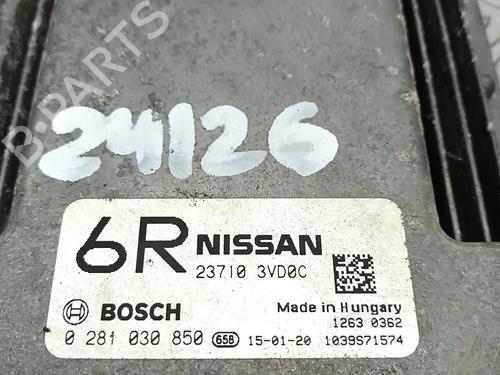 B-PARTS
24126
6R NISSAN
23710 3VD0C
BOSCH
Made in Hungary
1263 0362
0 281 030 850 65B 15-01-20 1039S71574